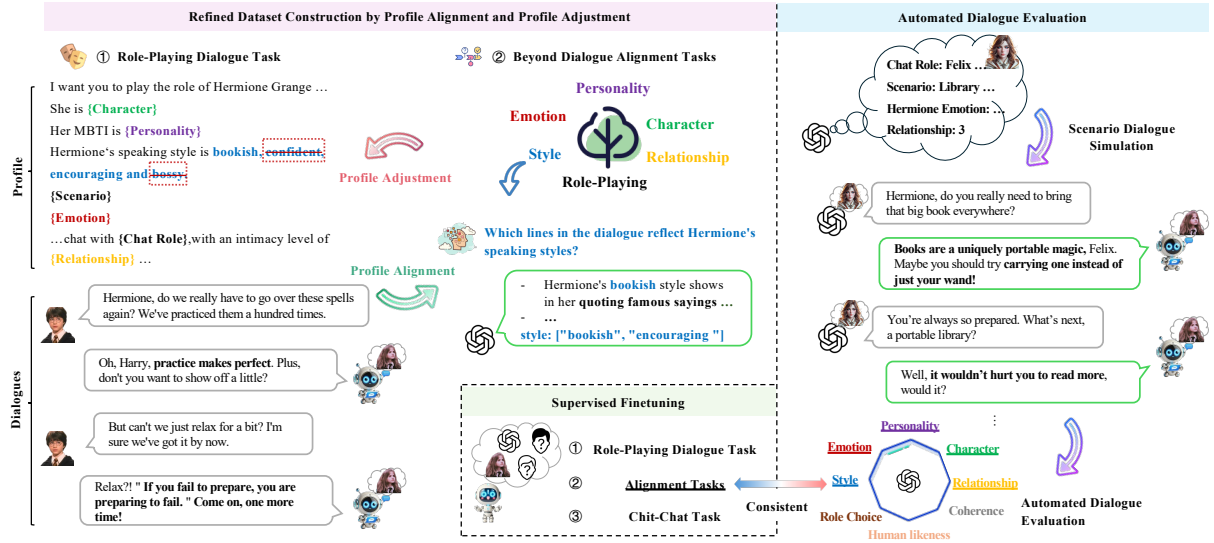 Refined Dataset Construction by Profile Alignment and Profile Adjustment
① Role-Playing Dialogue Task
Profile
I want you to play the role of Hermione Grange …
She is {Character}
Her MBTI is {Personality}
Hermione‘s speaking style is bookish, confident,
encouraging and bossy.
{Scenario}
{Emotion}
…chat with {Chat Role},with an intimacy level of
{Relationship} …
Dialogues
Hermione, do we really have to go over these spells
again? We've practiced them a hundred times.
Oh, Harry, practice makes perfect. Plus,
don't you want to show off a little?
But can't we just relax for a bit? I'm
sure we've got it by now.
Relax?! " If you fail to prepare, you are
preparing to fail. " Come on, one more
time!
Profile Adjustment
Profile Alignment
② Beyond Dialogue Alignment Tasks
Personality
Emotion
Character
Style
Relationship
Role-Playing
Which lines in the dialogue reflect Hermione's
speaking styles?
- Hermione's bookish style shows
in her quoting famous sayings …
- …
style: ["bookish", "encouraging "]
Supervised Finetuning
① Role-Playing Dialogue Task
② Alignment Tasks
③ Chit-Chat Task
Consistent
Automated Dialogue Evaluation
Chat Role: Felix …
Scenario: Library …
Hermione Emotion: …
Relationship: 3
Scenario Dialogue
Simulation
Hermione, do you really need to bring
that big book everywhere?
Books are a uniquely portable magic, Felix.
Maybe you should try carrying one instead of
just your wand!
You’re always so prepared. What’s next,
a portable library?
Well, it wouldn’t hurt you to read more,
would it?
⋮
Personality
Emotion
Character
Style
Relationship
Role Choice
Coherence
Human likeness
Automated Dialogue
Evaluation